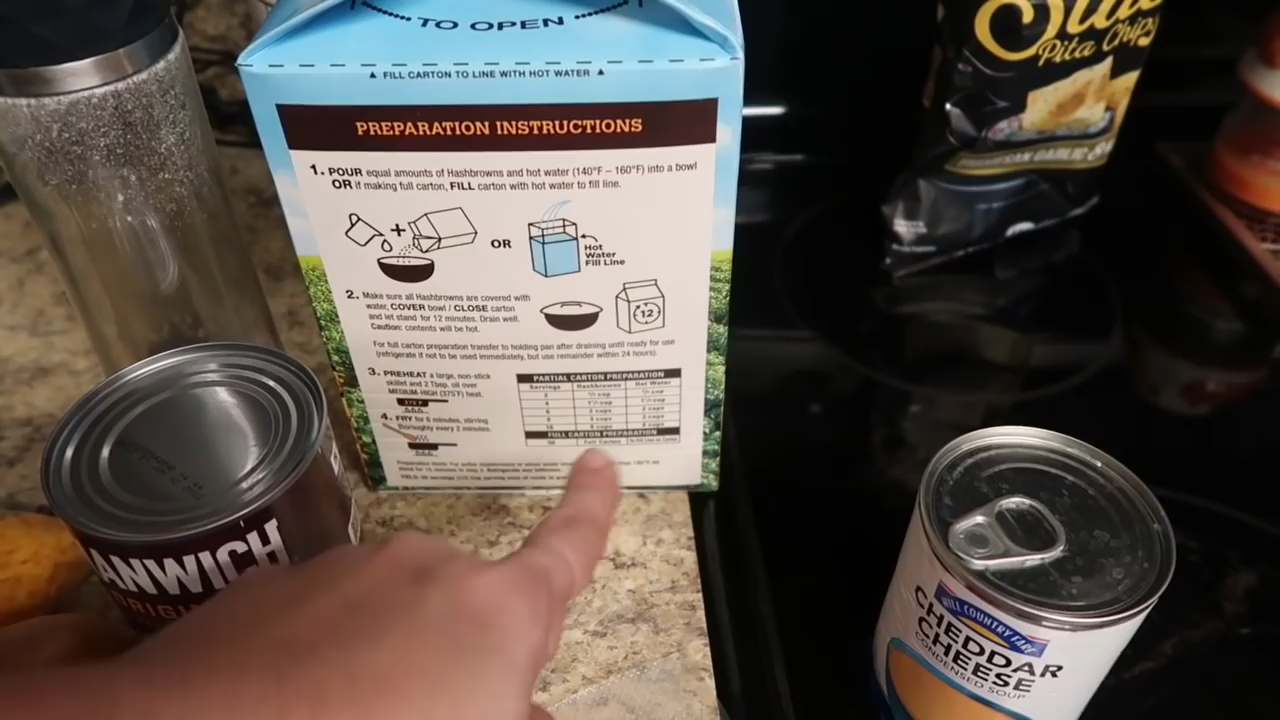 TO OPEN
▲ FILL CARTON TO LINE WITH HOT WATER ▲
PREPARATION INSTRUCTIONS
1. POUR equal amounts of Hashbrowns and hot water (140°F – 160°F) into a bowl
OR if making full carton, FILL carton with hot water to fill line.
+
OR
Hot
Water
Fill Line
2. Make sure all Hashbrowns are covered with
water, COVER bowl / CLOSE carton
and let stand for 12 minutes. Drain well.
Caution: contents will be hot.
12
For full carton preparation transfer to holding pan after draining until ready for use
(refrigerate if not to be used immediately, but use remainder within 24 hours).
3. PREHEAT a large, non-stick
skillet and 2 Tbsp. oil over
MEDIUM-HIGH (375°F) heat.
375°F
4. FRY for 6 minutes, stirring
thoroughly every 2 minutes.
PARTIAL CARTON PREPARATION
Servings Hashbrowns Hot Water
FULL CARTON PREPARATION
Full Carton
Pita Chips
ANWICH
HILL COUNTRY FARE
CHEDDAR
CHEESE
CONDENSED SOUP